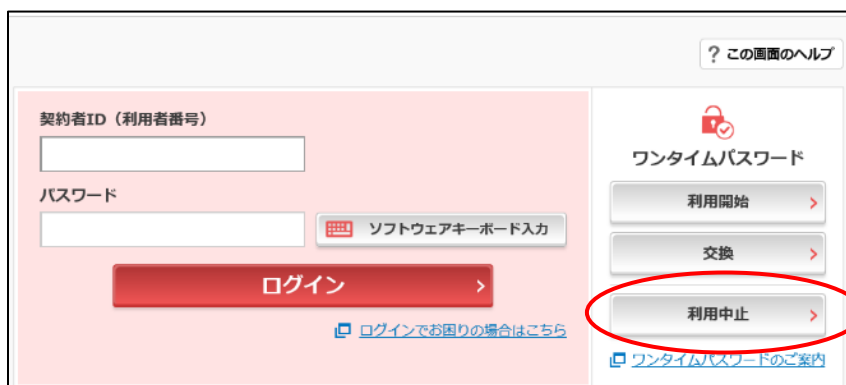 ? この画面のヘルプ
契約者ID（利用者番号）
パスワード
ソフトウェアキーボード入力
ログイン
ログインでお困りの場合はこちら
ワンタイムパスワード
利用開始
交換
利用中止
ワンタイムパスワードのご案内